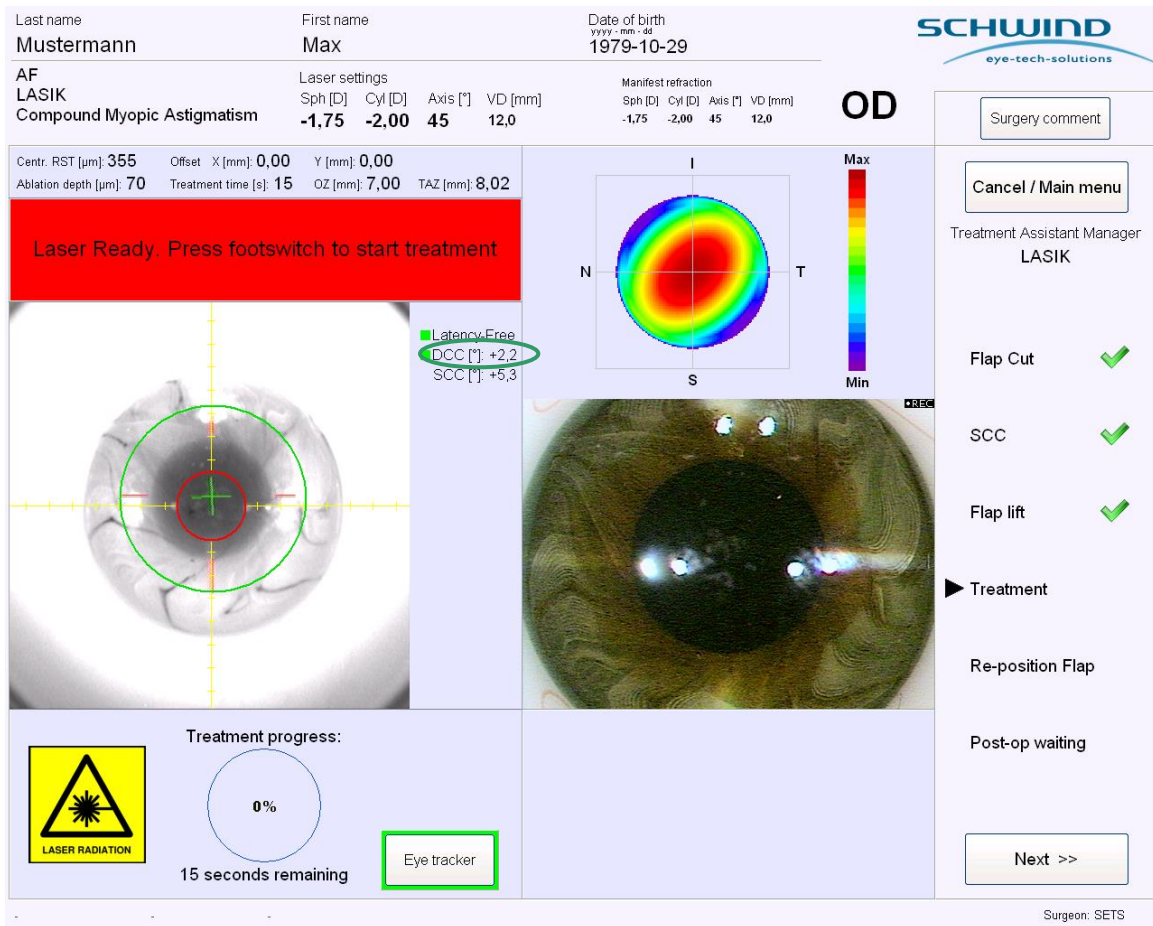 Last name
Mustermann
First name
Max
Date of birth
yyyy - mm - dd
1979-10-29
SCHWIND
eye-tech-solutions
AF
LASIK
Compound Myopic Astigmatism
Laser settings
Sph [D] Cyl [D] Axis [°] VD [mm]
-1,75 -2,00 45 12,0
Manifest refraction
Sph [D] Cyl [D] Axis [°] VD [mm]
-1,75 -2,00 45 12,0
OD
Surgery comment
Centr. RST [µm]: 355 Offset X [mm]: 0,00 Y [mm]: 0,00
Ablation depth [µm]: 70 Treatment time [s]: 15 OZ [mm]: 7,00 TAZ [mm]: 8,02
Laser Ready. Press footswitch to start treatment
Latency-Free
DCC [°]: +2,2
SCC [°]: +5,3
I
N
T
S
Max
Min
REC
Cancel / Main menu
Treatment Assistant Manager
LASIK
Flap Cut
SCC
Flap lift
Treatment
Re-position Flap
Post-op waiting
Next >>
LASER RADIATION
Treatment progress:
0%
15 seconds remaining
Eye tracker
- - -
Surgeon: SETS